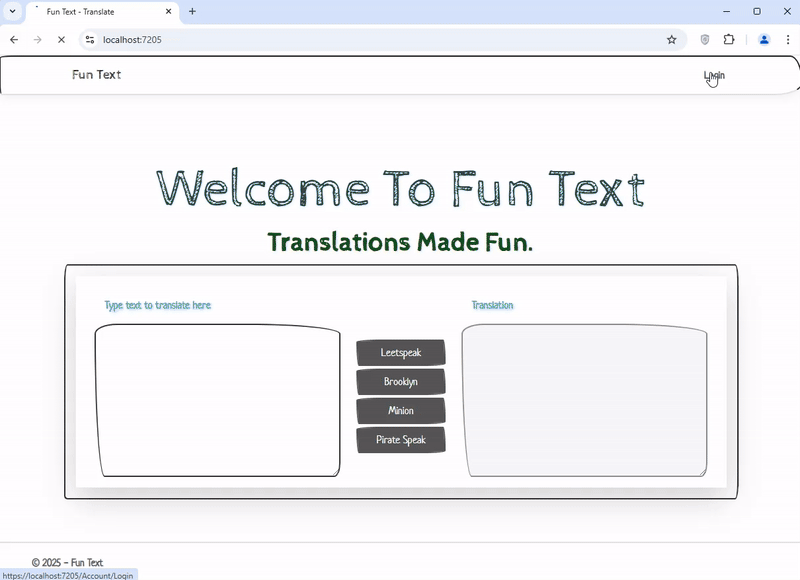 Fun Text - Translate
localhost:7205
Fun Text
Login
Welcome To Fun Text
Translations Made Fun.
Type text to translate here
Translation
Leetspeak
Brooklyn
Minion
Pirate Speak
© 2025 - Fun Text
https://localhost:7205/Account/Login